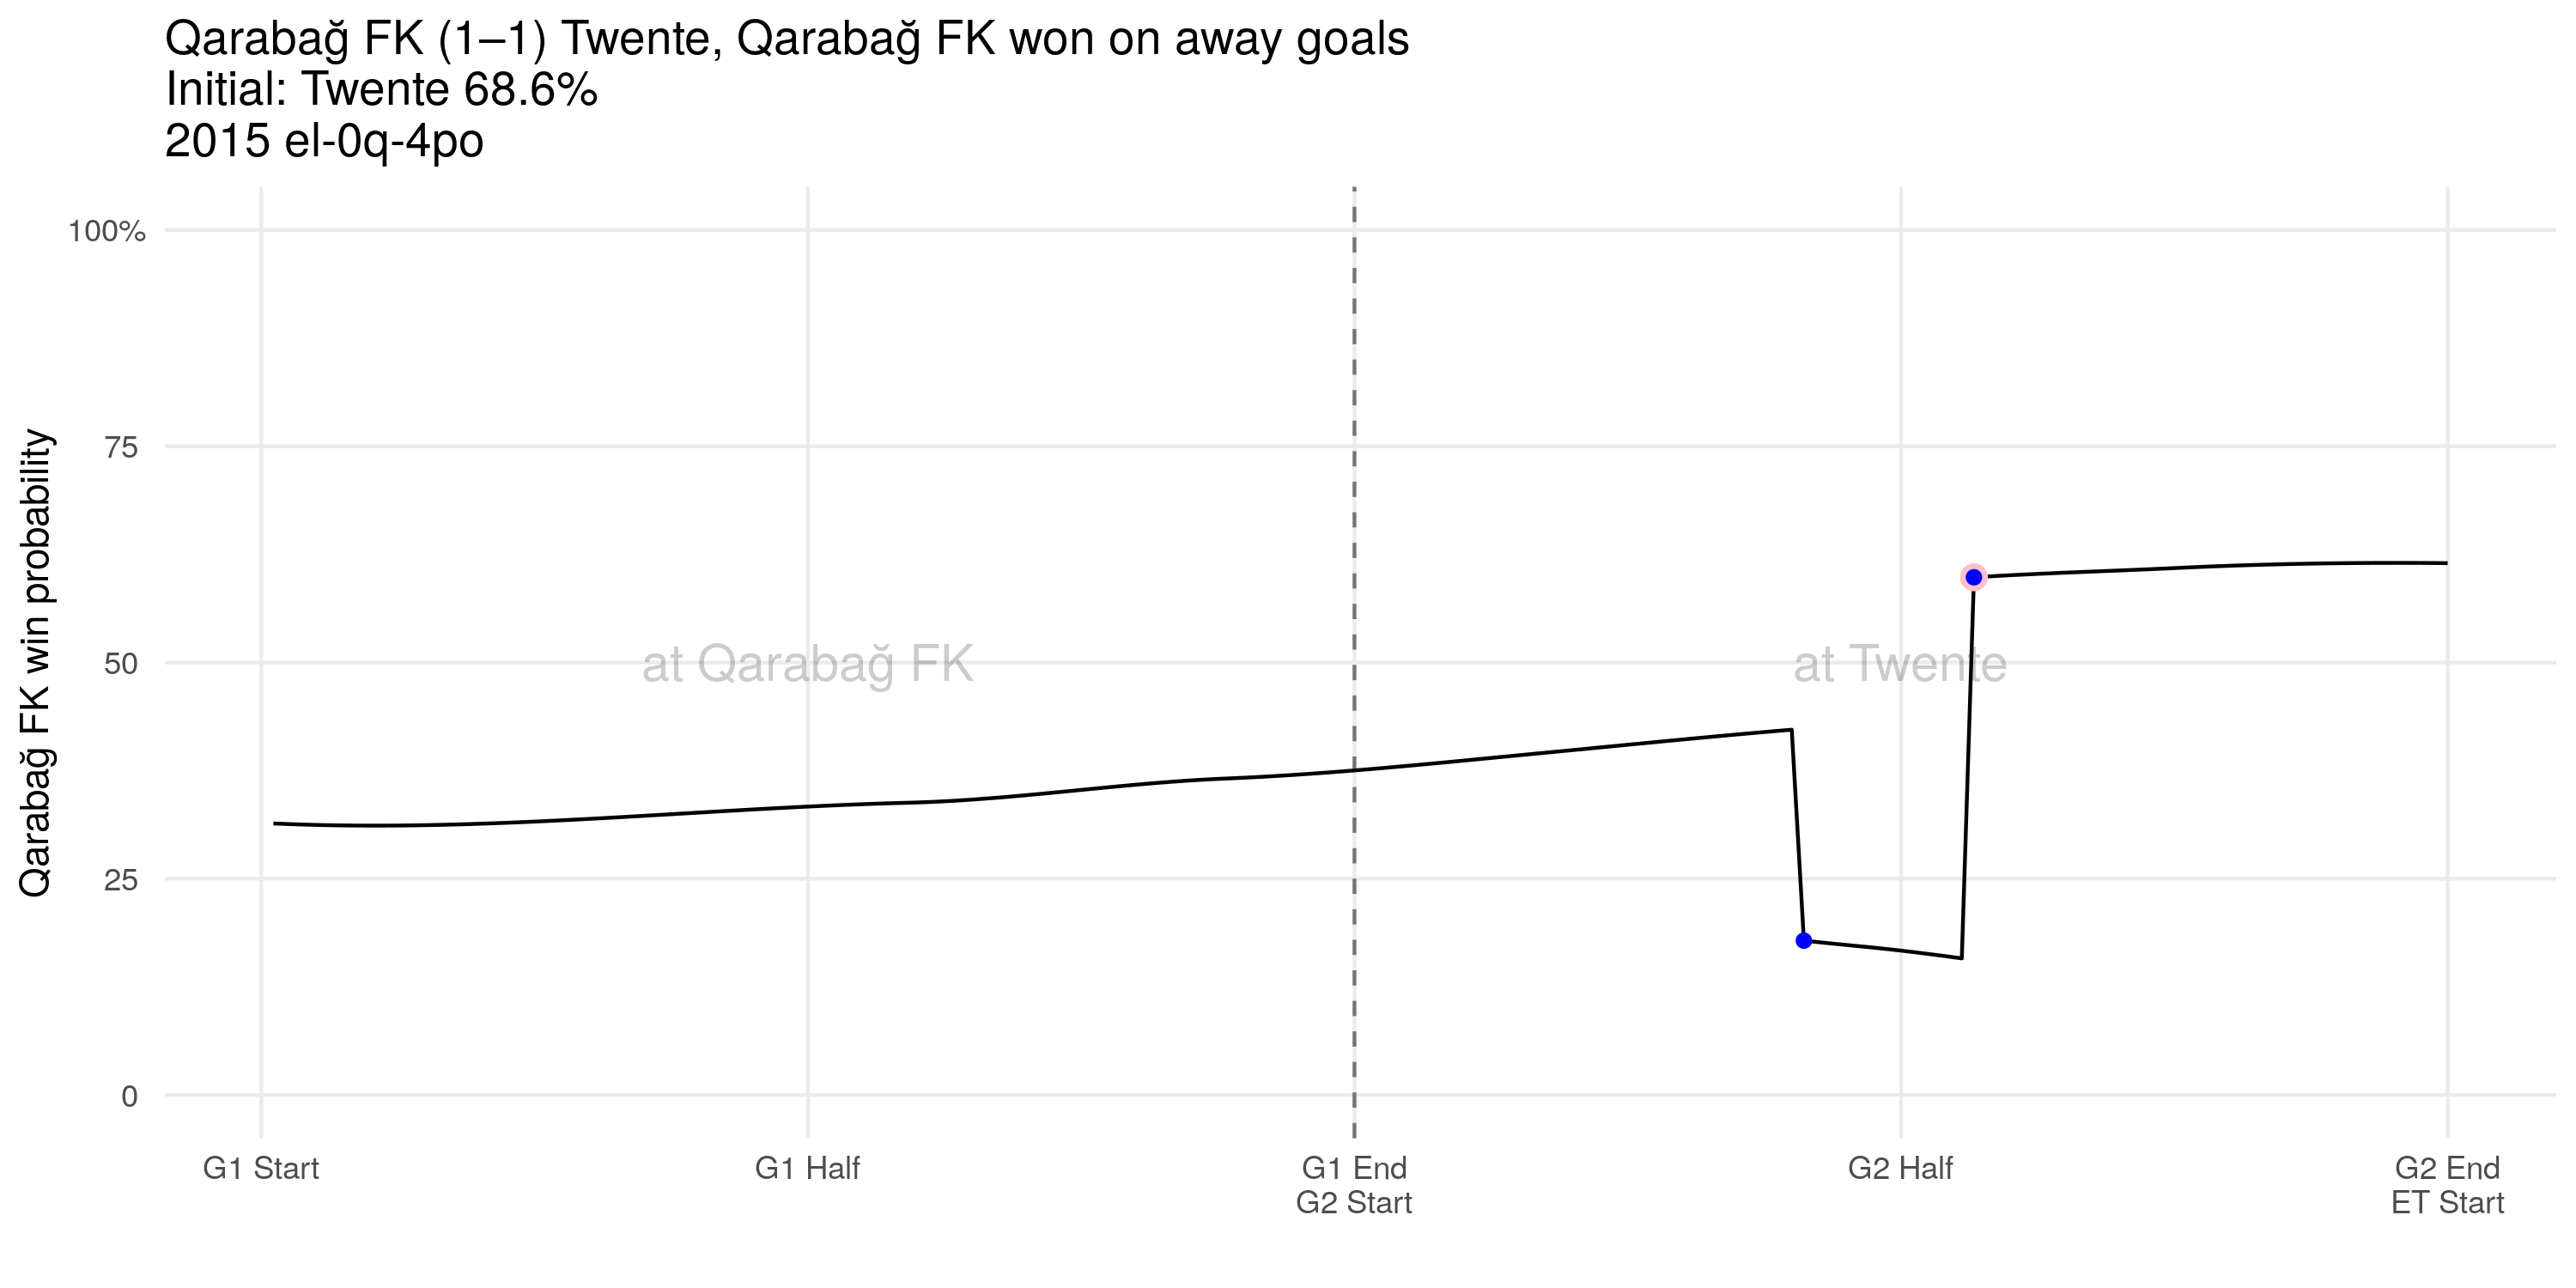 Qarabağ FK (1–1) Twente, Qarabağ FK won on away goals
Initial: Twente 68.6%
2015 el-0q-4po
Qarabağ FK win probability
100%
75
50
25
0
at Qarabağ FK
at Twente
G1 Start
G1 Half
G1 End
G2 Start
G2 Half
G2 End
ET Start